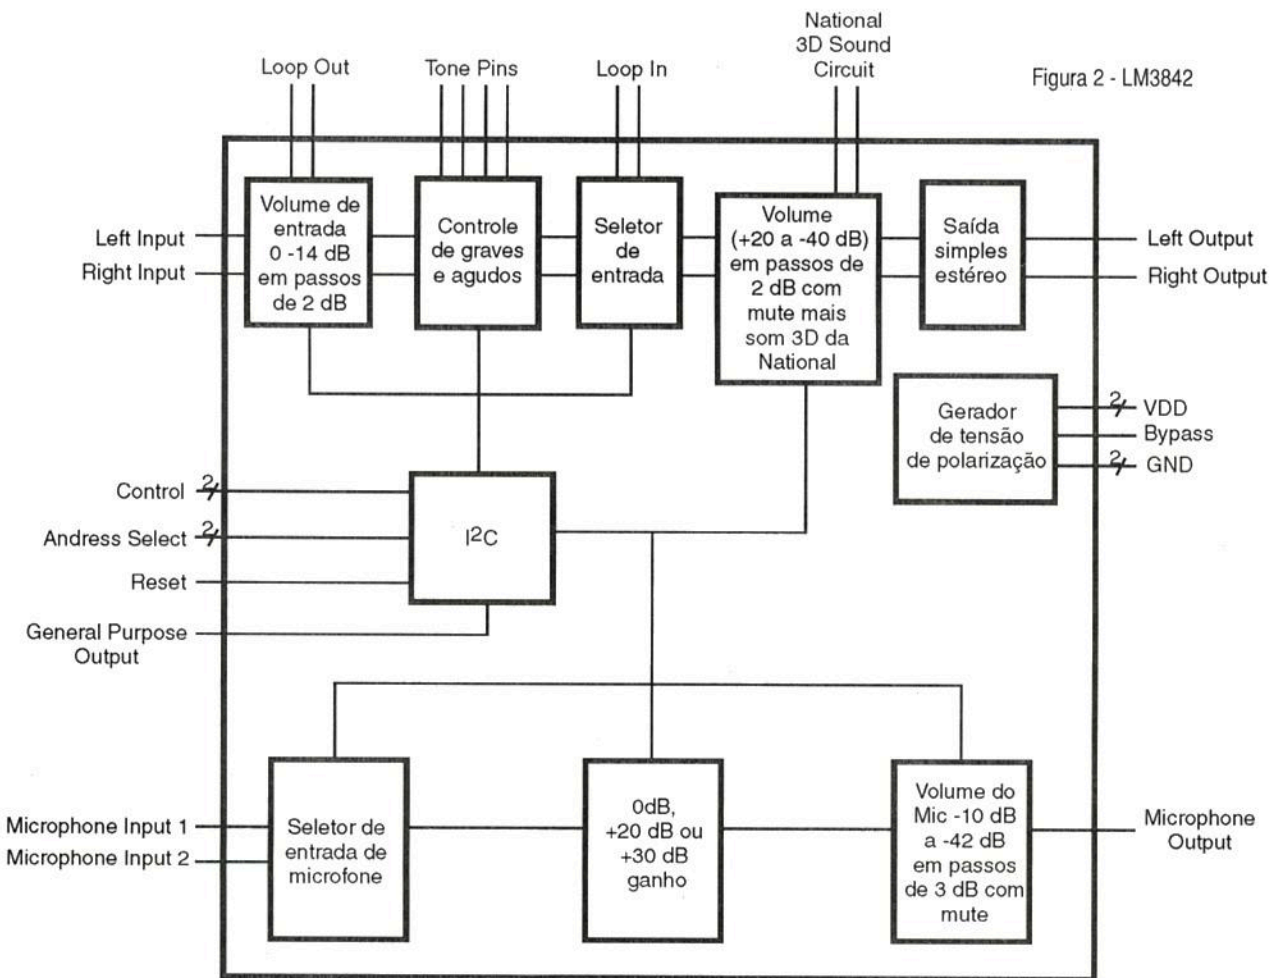 National
3D Sound
Circuit
Loop Out
Tone Pins
Loop In
Figura 2 - LM3842
Volume de
entrada
0 -14 dB
em passos
de 2 dB
Controle
de graves
e agudos
Seletor
de
entrada
Volume
(+20 a -40 dB)
em passos de
2 dB com
mute mais
som 3D da
National
Saída
simples
estéreo
Left Input
Right Input
Left Output
Right Output
Gerador
de tensão
de polarização
2
VDD
Bypass
2
GND
Control
2
Andress Select
2
Reset
General Purpose
Output
I2C
Microphone Input 1
Microphone Input 2
Seletor de
entrada de
microfone
0dB,
+20 dB ou
+30 dB
ganho
Volume do
Mic -10 dB
a -42 dB
em passos
de 3 dB com
mute
Microphone
Output